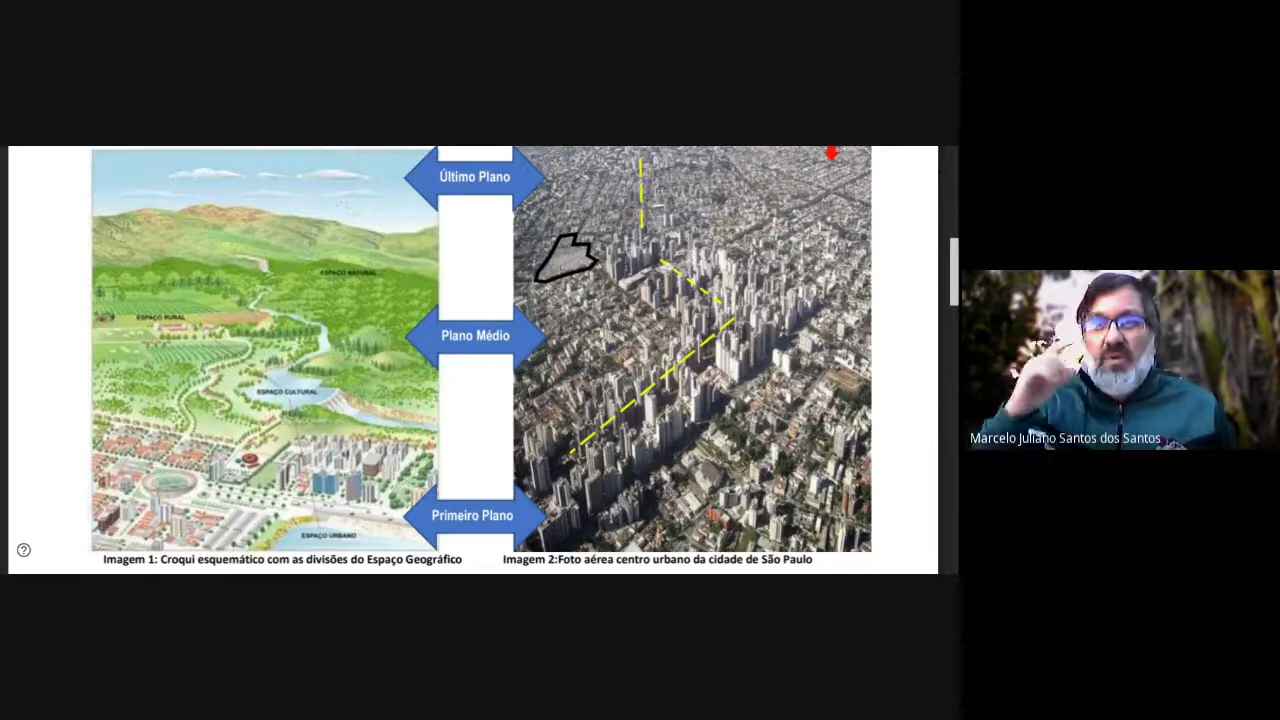 Último Plano
ESPAÇO NATURAL
ESPAÇO RURAL
Plano Médio
ESPAÇO CULTURAL
Primeiro Plano
ESPAÇO URBANO
Imagem 1: Croqui esquemático com as divisões do Espaço Geográfico
Imagem 2:Foto aérea centro urbano da cidade de São Paulo
Marcelo Juliano Santos dos Santos